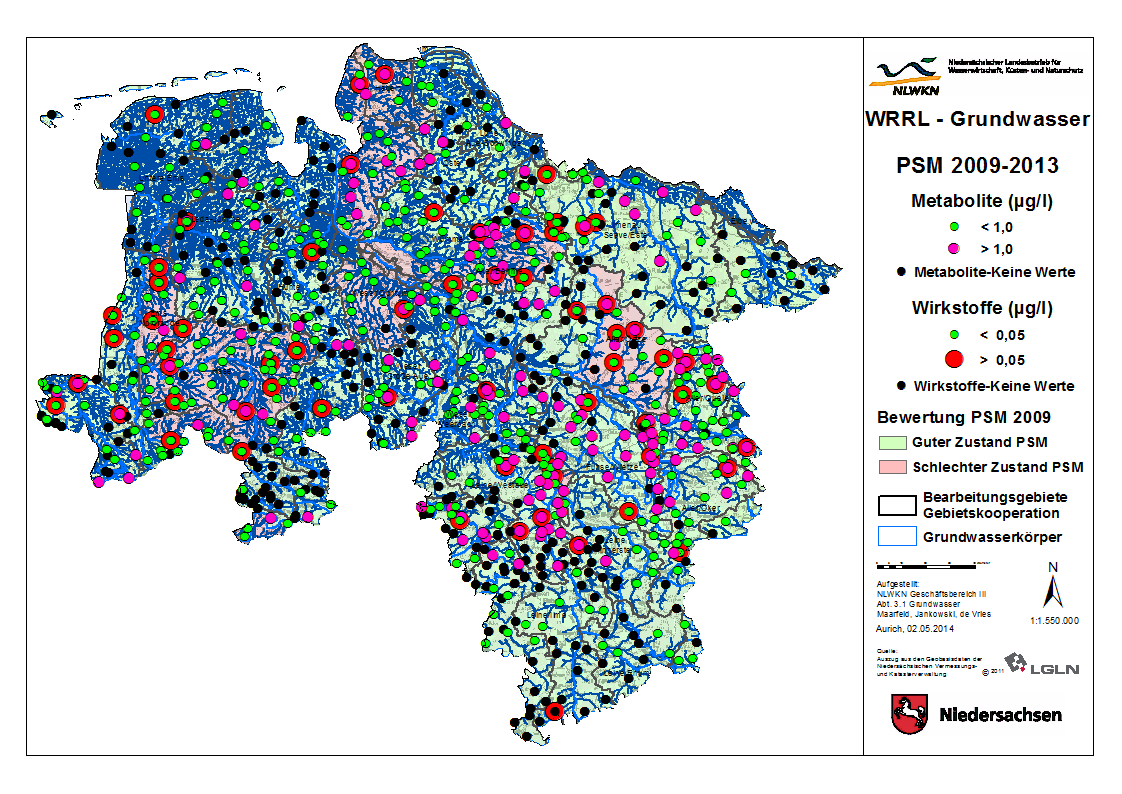 Niedersächsischer Landesbetrieb für
Wasserwirtschaft, Küsten- und Naturschutz
NLWKN
WRRL - Grundwasser
PSM 2009-2013
Metabolite (µg/l)
< 1,0
> 1,0
Metabolite-Keine Werte
Wirkstoffe (µg/l)
< 0,05
> 0,05
Wirkstoffe-Keine Werte
Bewertung PSM 2009
Guter Zustand PSM
Schlechter Zustand PSM
Bearbeitungsgebiete
Gebietskooperation
Grundwasserkörper
N
1:1.550.000
Aufgestellt:
NLWKN Geschäftsbereich III
Abt. 3.1 Grundwasser
Maarfeld, Jankowski, de Vries
Aurich, 02.05.2014
Quelle:
Auszug aus den Geobasisdaten der
Niedersächsischen Vermessungs-
und Katasterverwaltung
© 2011
LGLN
Niedersachsen